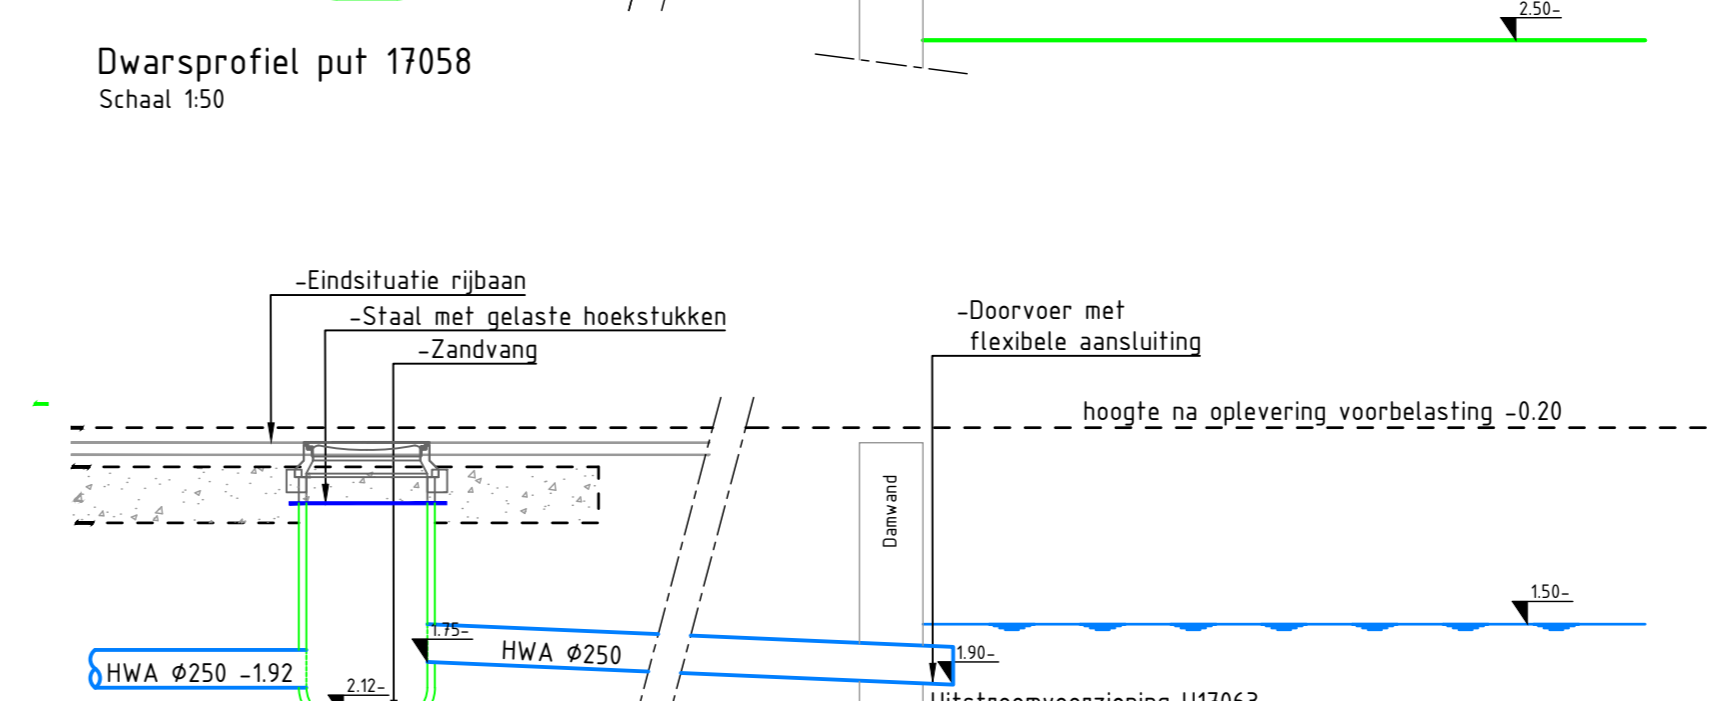 2.50-
Dwarsprofiel put 17058
Schaal 1:50
-Eindsituatie rijbaan
-Staal met gelaste hoekstukken
-Zandvang
-Doorvoer met
flexibele aansluiting
hoogte na oplevering voorbelasting -0.20
Damwand
1.50-
1.75-
HWA Ø250
1.90-
HWA Ø250 -1.92
2.12-
Uitstroomvoorziening U17063